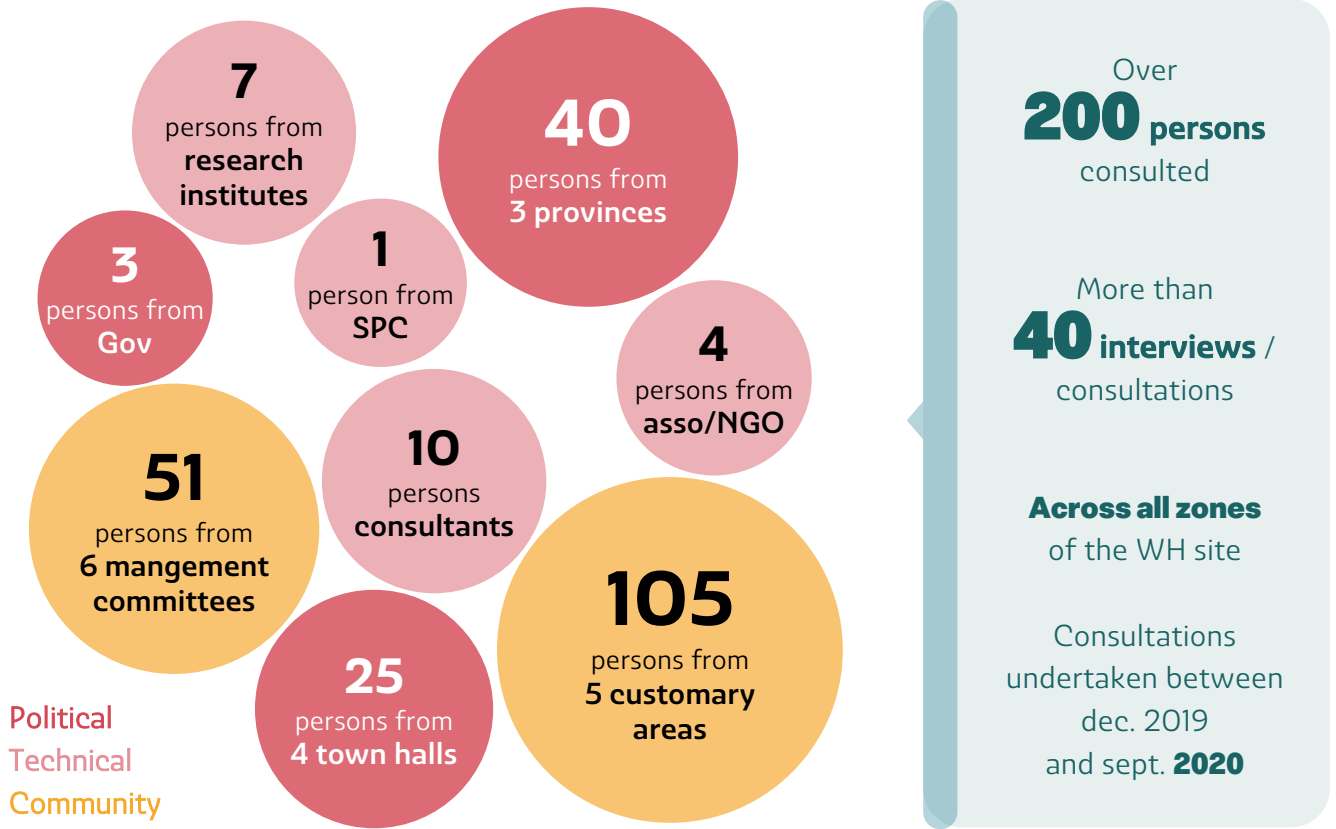 7
persons from
research
institutes
40
persons from
3 provinces
3
persons from
Gov
1
person from
SPC
4
persons from
asso/NGO
51
persons from
6 mangement
committees
10
persons
consultants
105
persons from
5 customary
areas
25
persons from
4 town halls
Political
Technical
Community
Over
200 persons
consulted
More than
40 interviews /
consultations
Across all zones
of the WH site
Consultations
undertaken between
dec. 2019
and sept. 2020